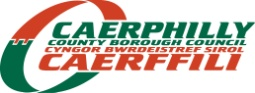 CAERPHILLY
COUNTY BOROUGH COUNCIL
CYNGOR BWRDEISTREF SIROL
CAERFFILI